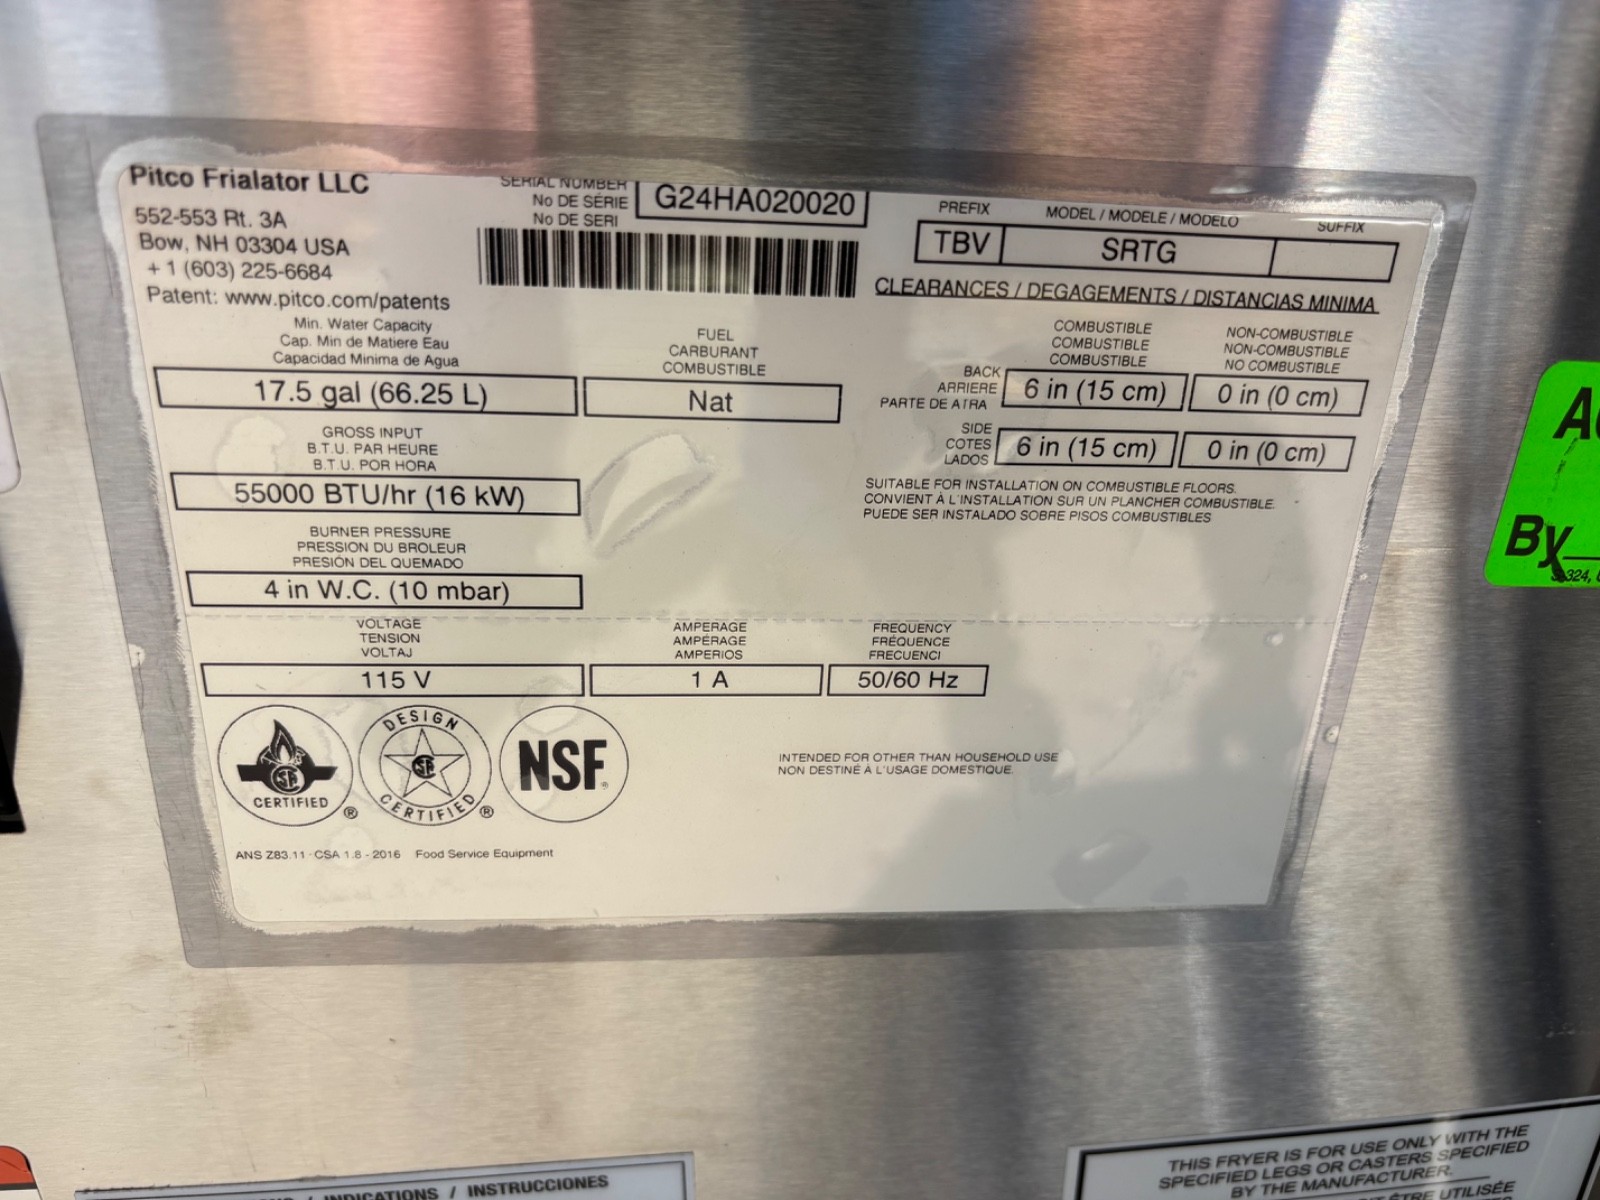 Pitco Frialator LLC
552-553 Rt. 3A
Bow, NH 03304 USA
+ 1 (603) 225-6684
Patent: www.pitco.com/patents
SERIAL NUMBER
No DE SÉRIE
No DE SERI
G24HA020020
PREFIX
MODEL / MODELE / MODELO
SUFFIX
TBV
SRTG
CLEARANCES / DEGAGEMENTS / DISTANCIAS MINIMA
COMBUSTIBLE
COMBUSTIBLE
COMBUSTIBLE
NON-COMBUSTIBLE
NON-COMBUSTIBLE
NO COMBUSTIBLE
BACK
ARRIERE
PARTE DE ATRA
6 in (15 cm)
0 in (0 cm)
SIDE
COTES
LADOS
6 in (15 cm)
0 in (0 cm)
SUITABLE FOR INSTALLATION ON COMBUSTIBLE FLOORS.
CONVIENT À L'INSTALLATION SUR UN PLANCHER COMBUSTIBLE.
PUEDE SER INSTALADO SOBRE PISOS COMBUSTIBLES
Min. Water Capacity
Cap. Min de Matiere Eau
Capacidad Minima de Agua
17.5 gal (66.25 L)
FUEL
CARBURANT
COMBUSTIBLE
Nat
GROSS INPUT
B.T.U. PAR HEURE
B.T.U. POR HORA
55000 BTU/hr (16 kW)
BURNER PRESSURE
PRESSION DU BROLEUR
PRESIÓN DEL QUEMADO
4 in W.C. (10 mbar)
VOLTAGE
TENSION
VOLTAJ
115 V
AMPERAGE
AMPÉRAGE
AMPERIOS
1 A
FREQUENCY
FRÉQUENCE
FRECUENCI
50/60 Hz
CERTIFIED ®
DESIGN
CERTIFIED ®
NSF®
INTENDED FOR OTHER THAN HOUSEHOLD USE
NON DESTINÉ À L'USAGE DOMESTIQUE.
ANS Z83.11 · CSA 1.8 - 2016 Food Service Equipment
By
324,
/ INDICATIONS / INSTRUCCIONES
THIS FRYER IS FOR USE ONLY WITH THE
SPECIFIED LEGS OR CASTERS SPECIFIED
BY THE MANUFACTURER.
ÊTRE UTILISÉE